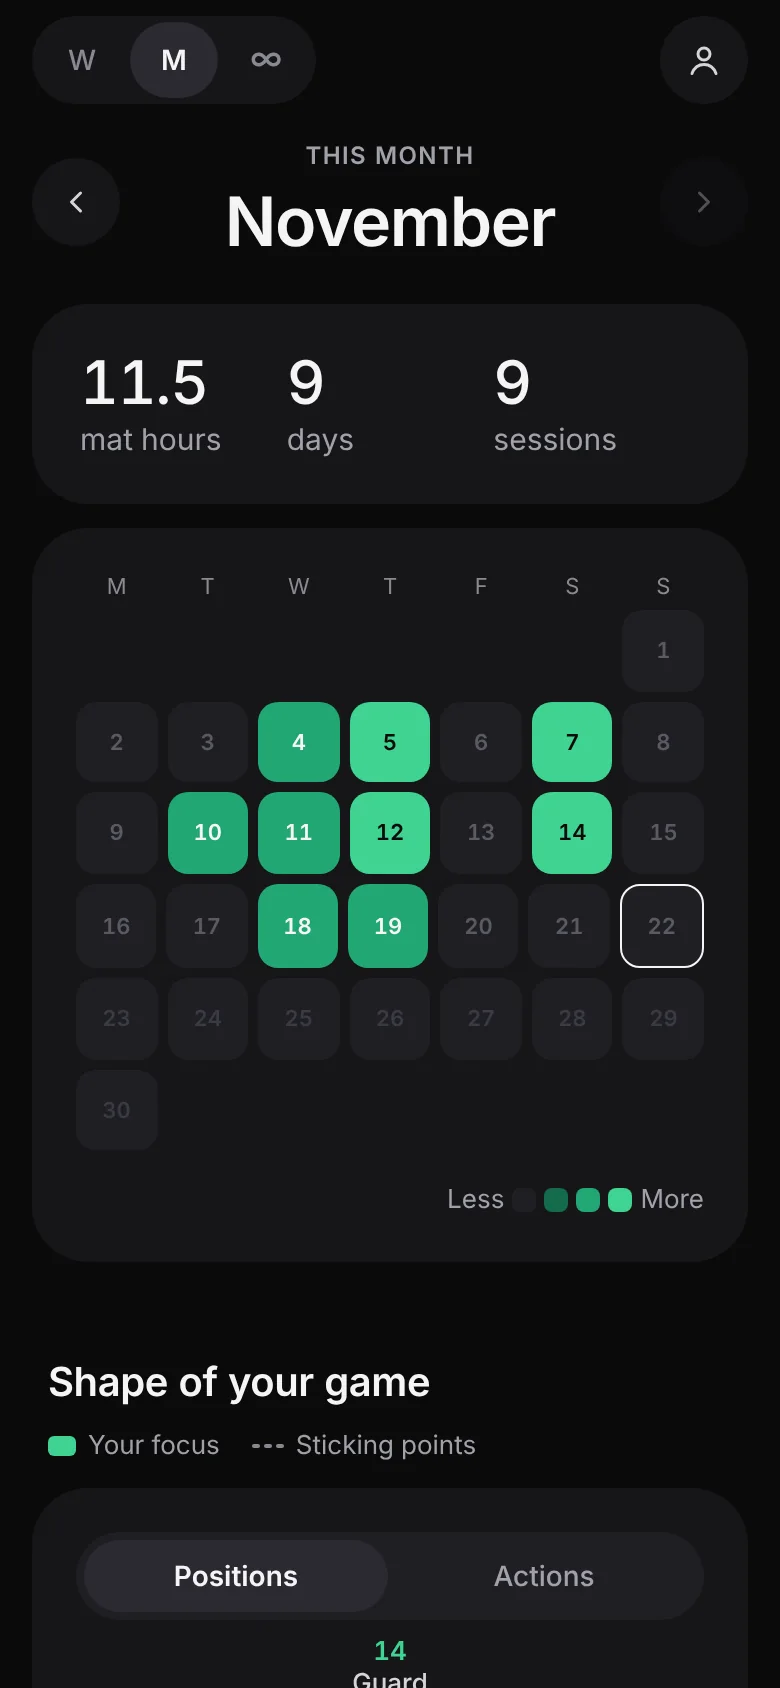 W M ∞
THIS MONTH
November
11.5 9 9
mat hours days sessions
M T W T F S S
1
2 3 4 5 6 7 8
9 10 11 12 13 14 15
16 17 18 19 20 21 22
23 24 25 26 27 28 29
30
Less More
Shape of your game
Your focus --- Sticking points
Positions Actions
14
Guard